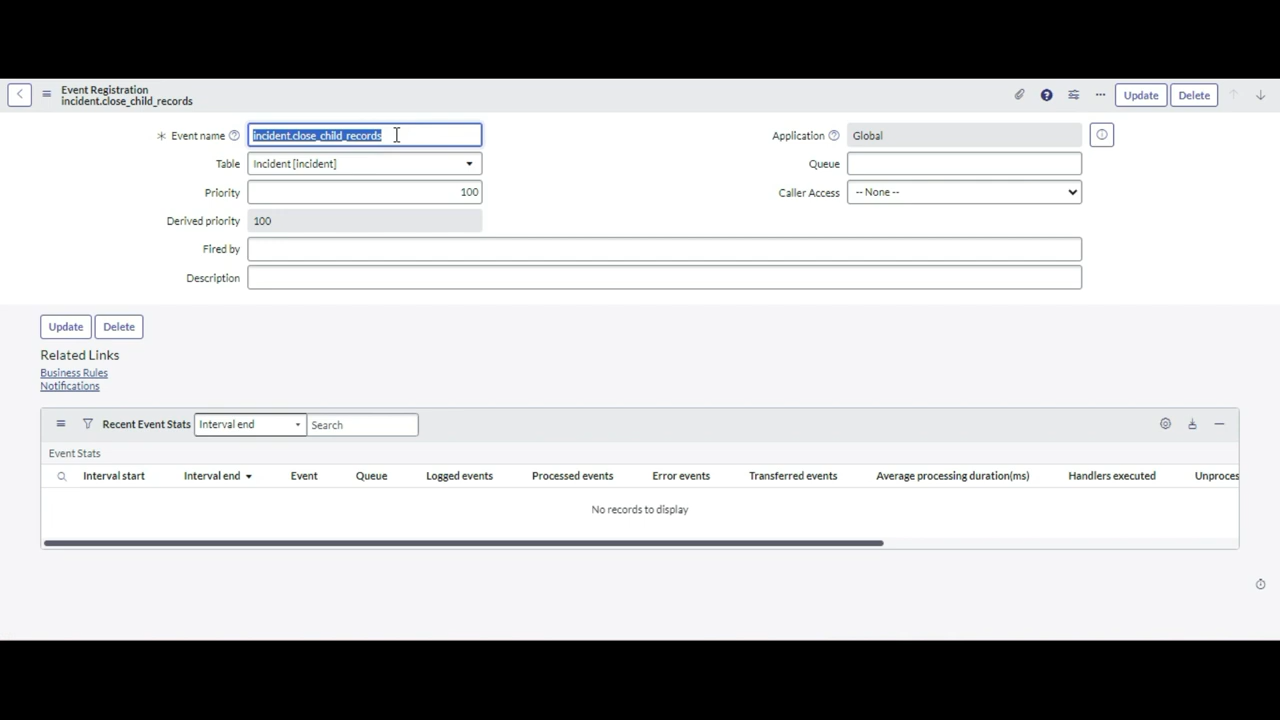 Event Registration
incident.close_child_records
Update
Delete
Event name
incident.close_child_records
Application
Global
Table
Incident [incident]
Queue
Priority
100
Caller Access
-- None --
Derived priority
100
Fired by
Description
Update
Delete
Related Links
Business Rules
Notifications
Recent Event Stats
Interval end
Search
Event Stats
Interval start
Interval end
Event
Queue
Logged events
Processed events
Error events
Transferred events
Average processing duration(ms)
Handlers executed
Unproces
No records to display